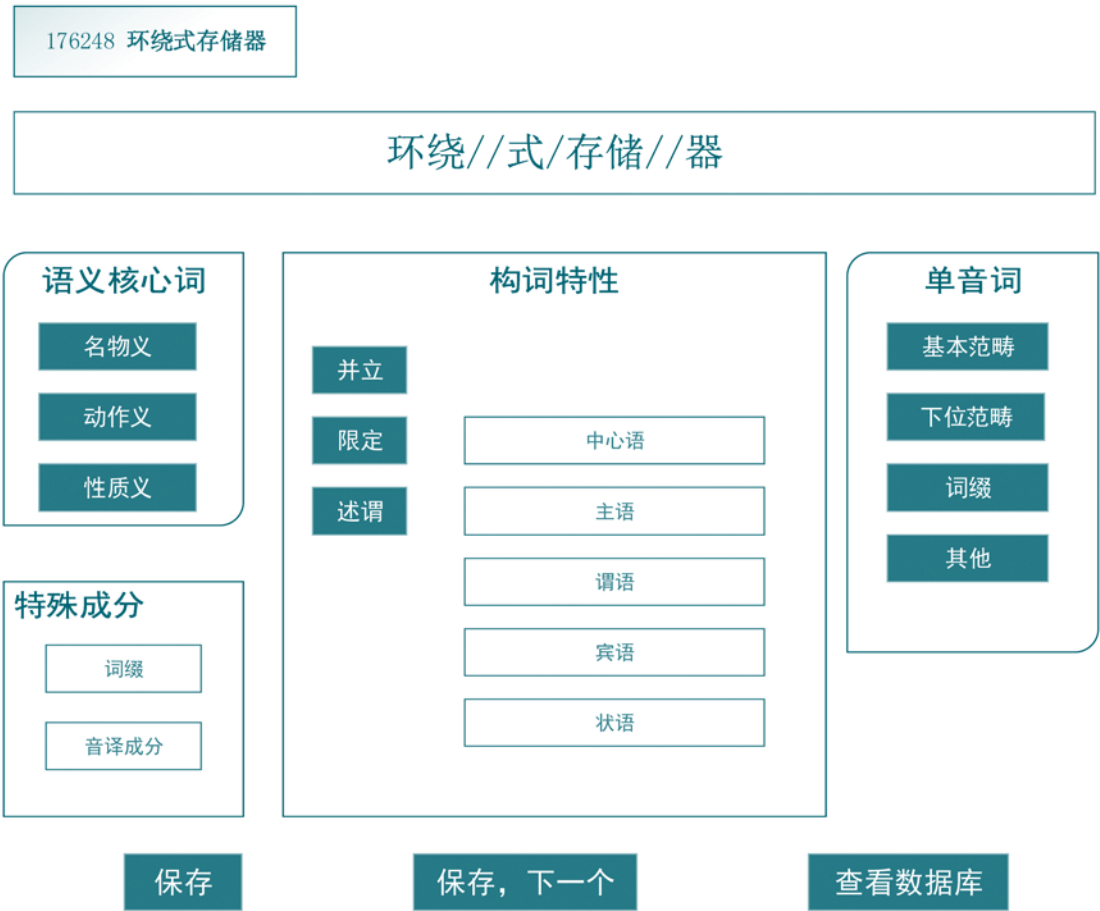 176248 环绕式存储器
环绕//式/存储//器
语义核心词
名物义
动作义
性质义
特殊成分
词缀
音译成分
构词特性
并立
限定
述谓
中心语
主语
谓语
宾语
状语
单音词
基本范畴
下位范畴
词缀
其他
保存
保存，下一个
查看数据库